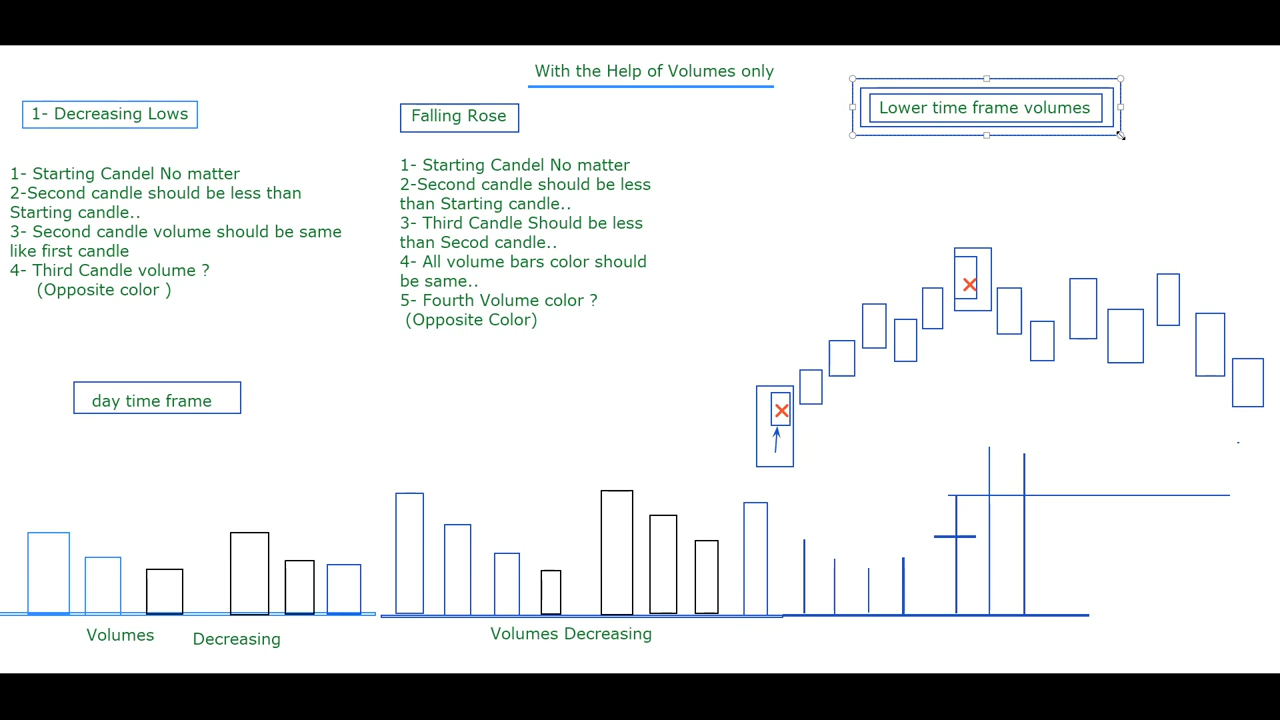 With the Help of Volumes only
1- Decreasing Lows
1- Starting Candel No matter
2-Second candle should be less than
Starting candle..
3- Second candle volume should be same
like first candle
4- Third Candle volume ?
(Opposite color )
day time frame
Falling Rose
1- Starting Candel No matter
2-Second candle should be less
than Starting candle..
3- Third Candle Should be less
than Secod candle..
4- All volume bars color should
be same..
5- Fourth Volume color ?
(Opposite Color)
Lower time frame volumes
Volumes
Decreasing
Volumes Decreasing